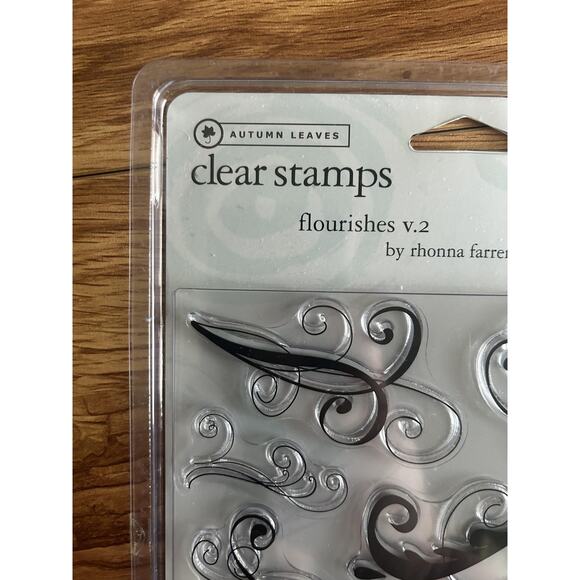 AUTUMN LEAVES
clear stamps
flourishes v.2
by rhonna